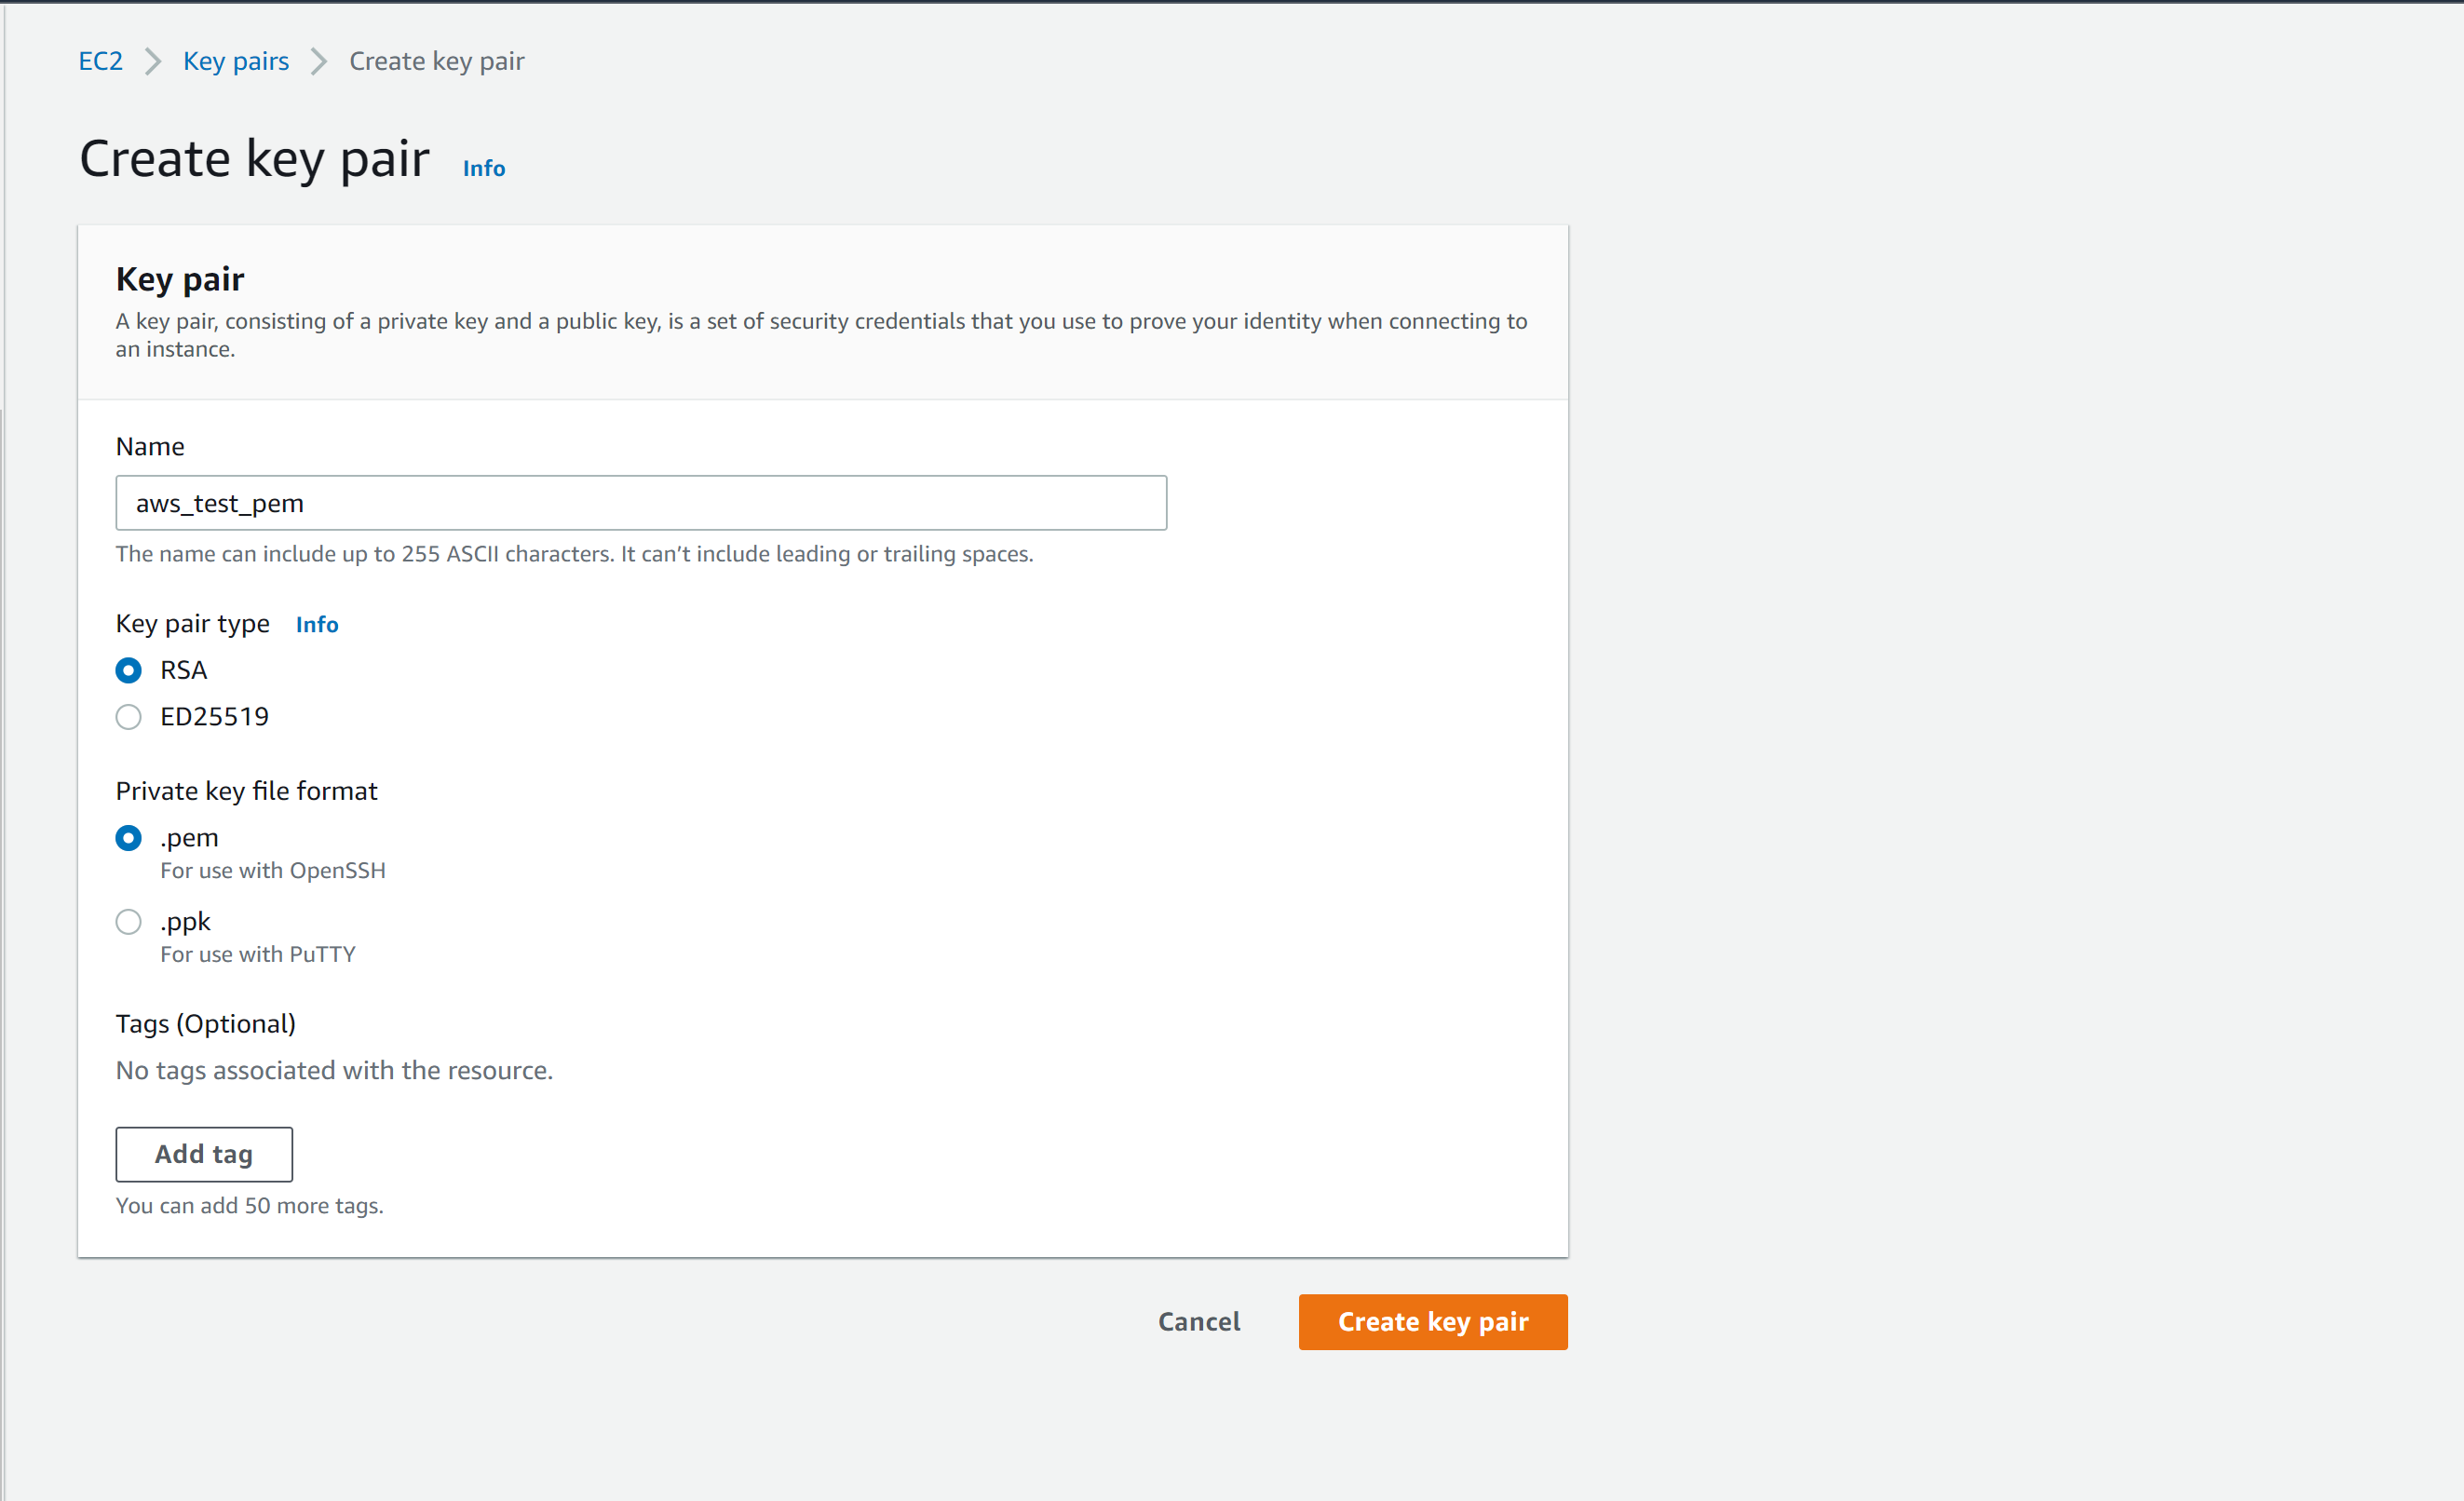 EC2 Key pairs Create key pair
Create key pair Info
Key pair
A key pair, consisting of a private key and a public key, is a set of security credentials that you use to prove your identity when connecting to
an instance.
Name
aws_test_pem
The name can include up to 255 ASCII characters. It can’t include leading or trailing spaces.
Key pair type Info
RSA
ED25519
Private key file format
.pem
For use with OpenSSH
.ppk
For use with PuTTY
Tags (Optional)
No tags associated with the resource.
Add tag
You can add 50 more tags.
Cancel Create key pair